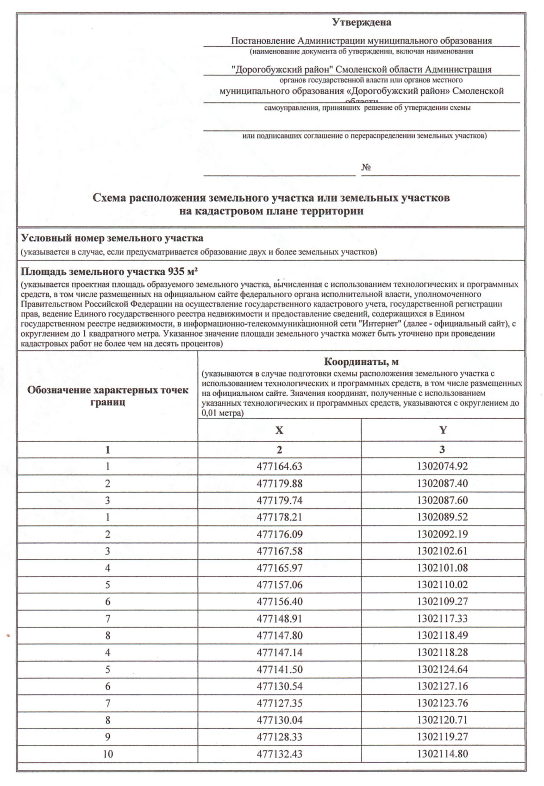 Утверждена
Постановление Администрации муниципального образования
(наименование документа об утверждении, включая наименования
"Дорогобужский район" Смоленской области Администрация
органов государственной власти или органов местного
муниципального образования «Дорогобужский район» Смоленской
области
самоуправления, принявших решение об утверждении схемы
или подписавших соглашение о перераспределении земельных участков)
№
Схема расположения земельного участка или земельных участков
на кадастровом плане территории
Условный номер земельного участка
(указывается в случае, если предусматривается образование двух и более земельных участков)
Площадь земельного участка 935 м²
(указывается проектная площадь образуемого земельного участка, вычисленная с использованием технологических и программных
средств, в том числе размещенных на официальном сайте федерального органа исполнительной власти, уполномоченного
Правительством Российской Федерации на осуществление государственного кадастрового учета, государственной регистрации
прав, ведение Единого государственного реестра недвижимости и предоставление сведений, содержащихся в Едином
государственном реестре недвижимости, в информационно-телекоммуникационной сети "Интернет" (далее - официальный сайт), с
округлением до 1 квадратного метра. Указанное значение площади земельного участка может быть уточнено при проведении
кадастровых работ не более чем на десять процентов)
Обозначение характерных точек
границ
Координаты, м
(указываются в случае подготовки схемы расположения земельного участка с
использованием технологических и программных средств, в том числе размещенных
на официальном сайте. Значения координат, полученные с использованием
указанных технологических и программных средств, указываются с округлением до
0,01 метра)
X Y
1 2 3
1 477164.63 1302074.92
2 477179.88 1302087.40
3 477179.74 1302087.60
1 477178.21 1302089.52
2 477176.09 1302092.19
3 477167.58 1302102.61
4 477165.97 1302101.08
5 477157.06 1302110.02
6 477156.40 1302109.27
7 477148.91 1302117.33
8 477147.80 1302118.49
4 477147.14 1302118.28
5 477141.50 1302124.64
6 477130.54 1302127.16
7 477127.35 1302123.76
8 477130.04 1302120.71
9 477128.33 1302119.27
10 477132.43 1302114.80